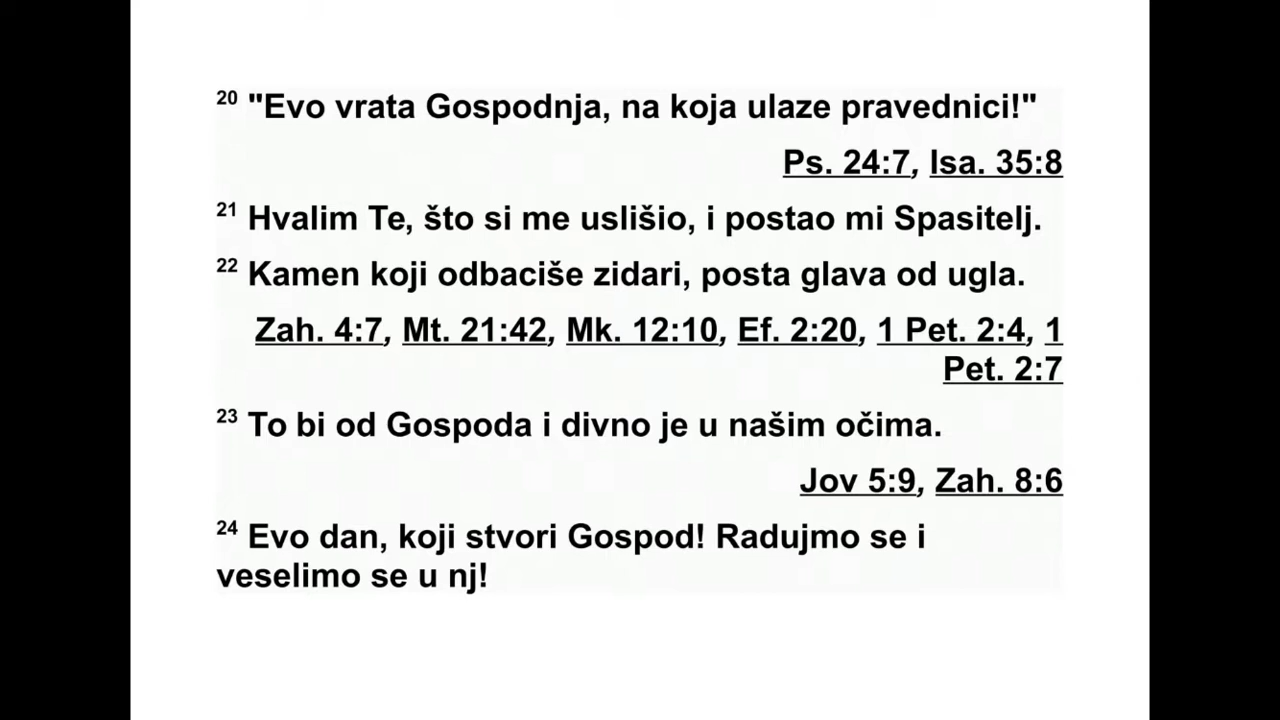 20 "Evo vrata Gospodnja, na koja ulaze pravednici!"
Ps. 24:7, Isa. 35:8
21 Hvalim Te, što si me uslišio, i postao mi Spasitelj.
22 Kamen koji odbaciše zidari, posta glava od ugla.
Zah. 4:7, Mt. 21:42, Mk. 12:10, Ef. 2:20, 1 Pet. 2:4, 1
Pet. 2:7
23 To bi od Gospoda i divno je u našim očima.
Jov 5:9, Zah. 8:6
24 Evo dan, koji stvori Gospod! Radujmo se i
veselimo se u nj!